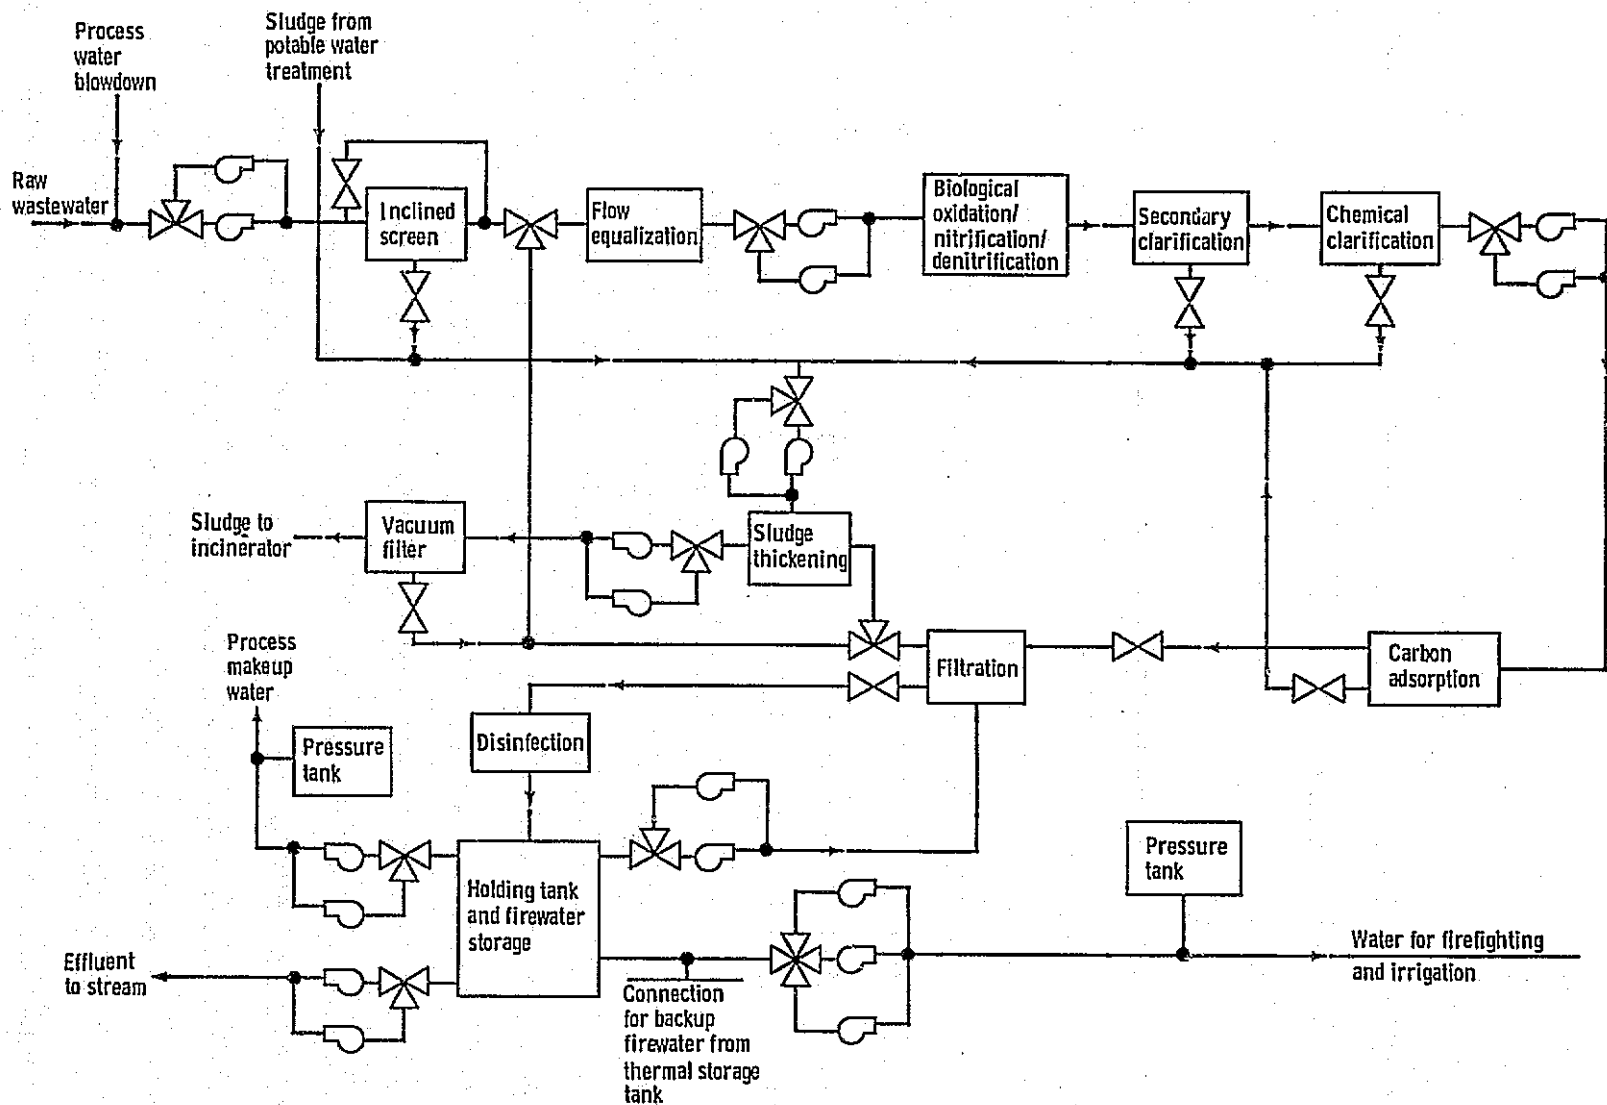 Process
water
blowdown
Sludge from
potable water
treatment
Raw
wastewater
Inclined
screen
Flow
equalization
Biological
oxidation/
nitrification/
denitrification
Secondary
clarification
Chemical
clarification
Sludge to
incinerator
Vacuum
filter
Sludge
thickening
Process
makeup
water
Filtration
Carbon
adsorption
Pressure
tank
Disinfection
Holding tank
and firewater
storage
Pressure
tank
Effluent
to stream
Connection
for backup
firewater from
thermal storage
tank
Water for firefighting
and irrigation